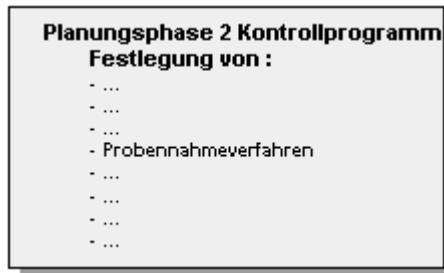 Planungsphase 2 Kontrollprogramm
Festlegung von :
- ...
- ...
- ...
- Probennahmeverfahren
- ...
- ...
- ...
- ...